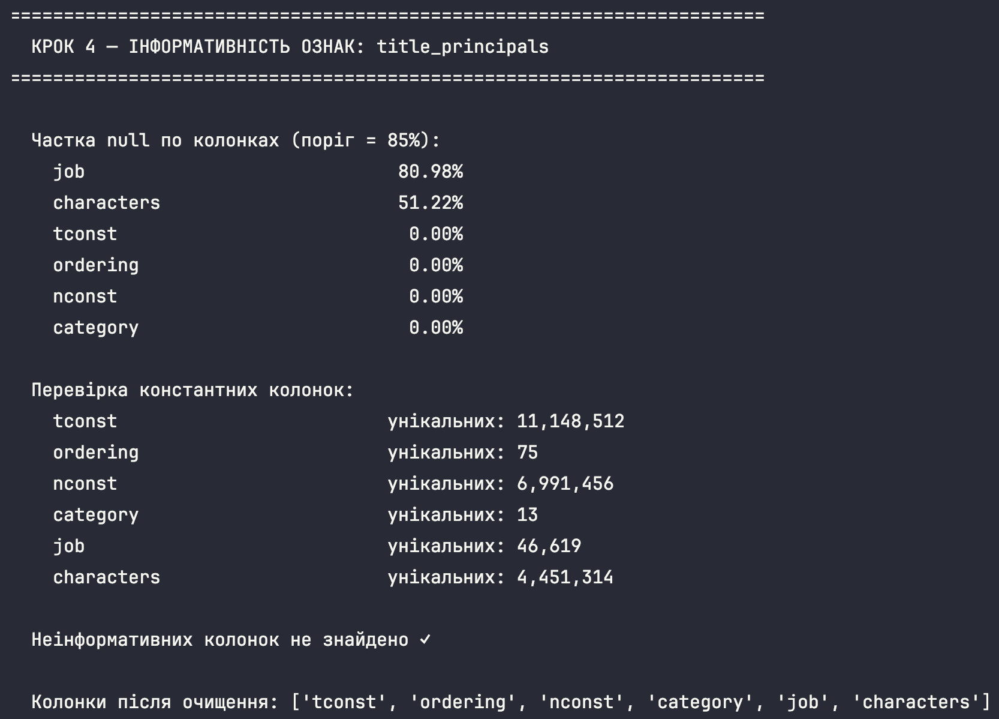 ======================================================================
КРОК 4 — ІНФОРМАТИВНІСТЬ ОЗНАК: title_principals
======================================================================
Частка null по колонках (поріг = 85%):
job 80.98%
characters 51.22%
tconst 0.00%
ordering 0.00%
nconst 0.00%
category 0.00%
Перевірка константних колонок:
tconst унікальних: 11,148,512
ordering унікальних: 75
nconst унікальних: 6,991,456
category унікальних: 13
job унікальних: 46,619
characters унікальних: 4,451,314
Неінформативних колонок не знайдено ✓
Колонки після очищення: ['tconst', 'ordering', 'nconst', 'category', 'job', 'characters']